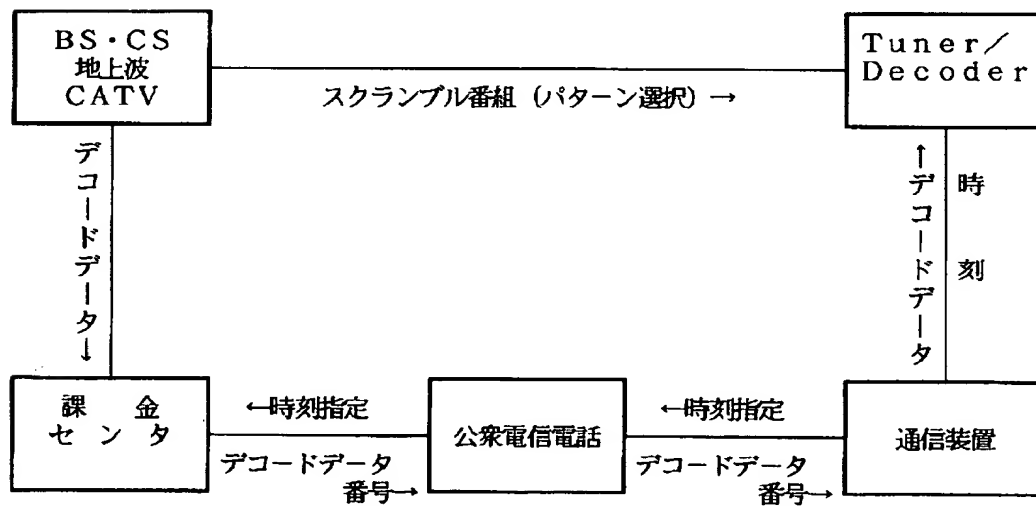 BS・CS
地上波
CATV
Tuner／
Decoder
スクランブル番組（パターン選択）→
デコードデータ→
←デコードデータ
時刻
課金
センタ
←時刻指定
デコードデータ
番号→
公衆電信電話
←時刻指定
デコードデータ
番号→
通信装置